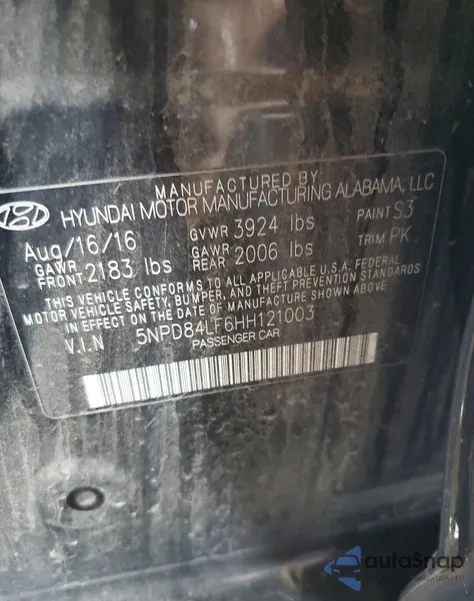 MANUFACTURED BY
HYUNDAI MOTOR MANUFACTURING ALABAMA, LLC
Aug/16/16 GVWR 3924 lbs PAINT S3
GAWR FRONT 2183 lbs GAWR REAR 2006 lbs TRIM PK
THIS VEHICLE CONFORMS TO ALL APPLICABLE U.S.A. FEDERAL
MOTOR VEHICLE SAFETY, BUMPER, AND THEFT PREVENTION STANDARDS
IN EFFECT ON THE DATE OF MANUFACTURE SHOWN ABOVE
V.I.N 5NPD84LF6HH121003
PASSENGER CAR
autoSnap